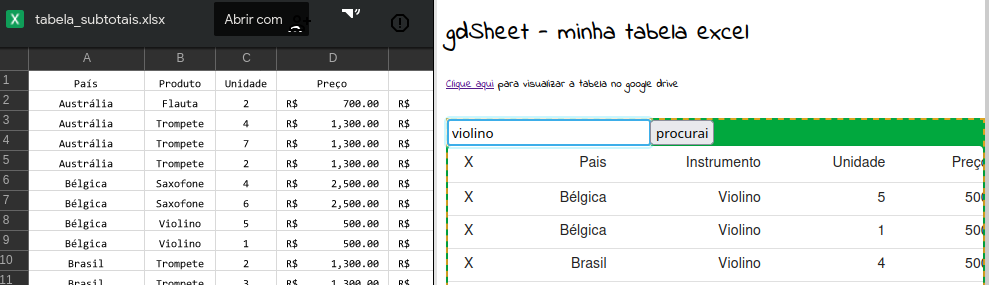 X tabela_subtotais.xlsx Abrir com
A B C D
1 País Produto Unidade Preço
2 Austrália Flauta 2 R$ 700.00 R$
3 Austrália Trompete 4 R$ 1,300.00 R$
4 Austrália Trompete 7 R$ 1,300.00 R$
5 Austrália Trompete 2 R$ 1,300.00 R$
6 Bélgica Saxofone 4 R$ 2,500.00 R$
7 Bélgica Saxofone 6 R$ 2,500.00 R$
8 Bélgica Violino 5 R$ 500.00 R$
9 Bélgica Violino 1 R$ 500.00 R$
10 Brasil Trompete 2 R$ 1,300.00 R$
11 Brasil Trompete 3 R$ 1,300.00 R$
gdSheet - minha tabela excel
Clique aqui para visualizar a tabela no google drive
violino procurai
X Pais Instrumento Unidade Preço
X Bélgica Violino 5 500
X Bélgica Violino 1 500
X Brasil Violino 4 500